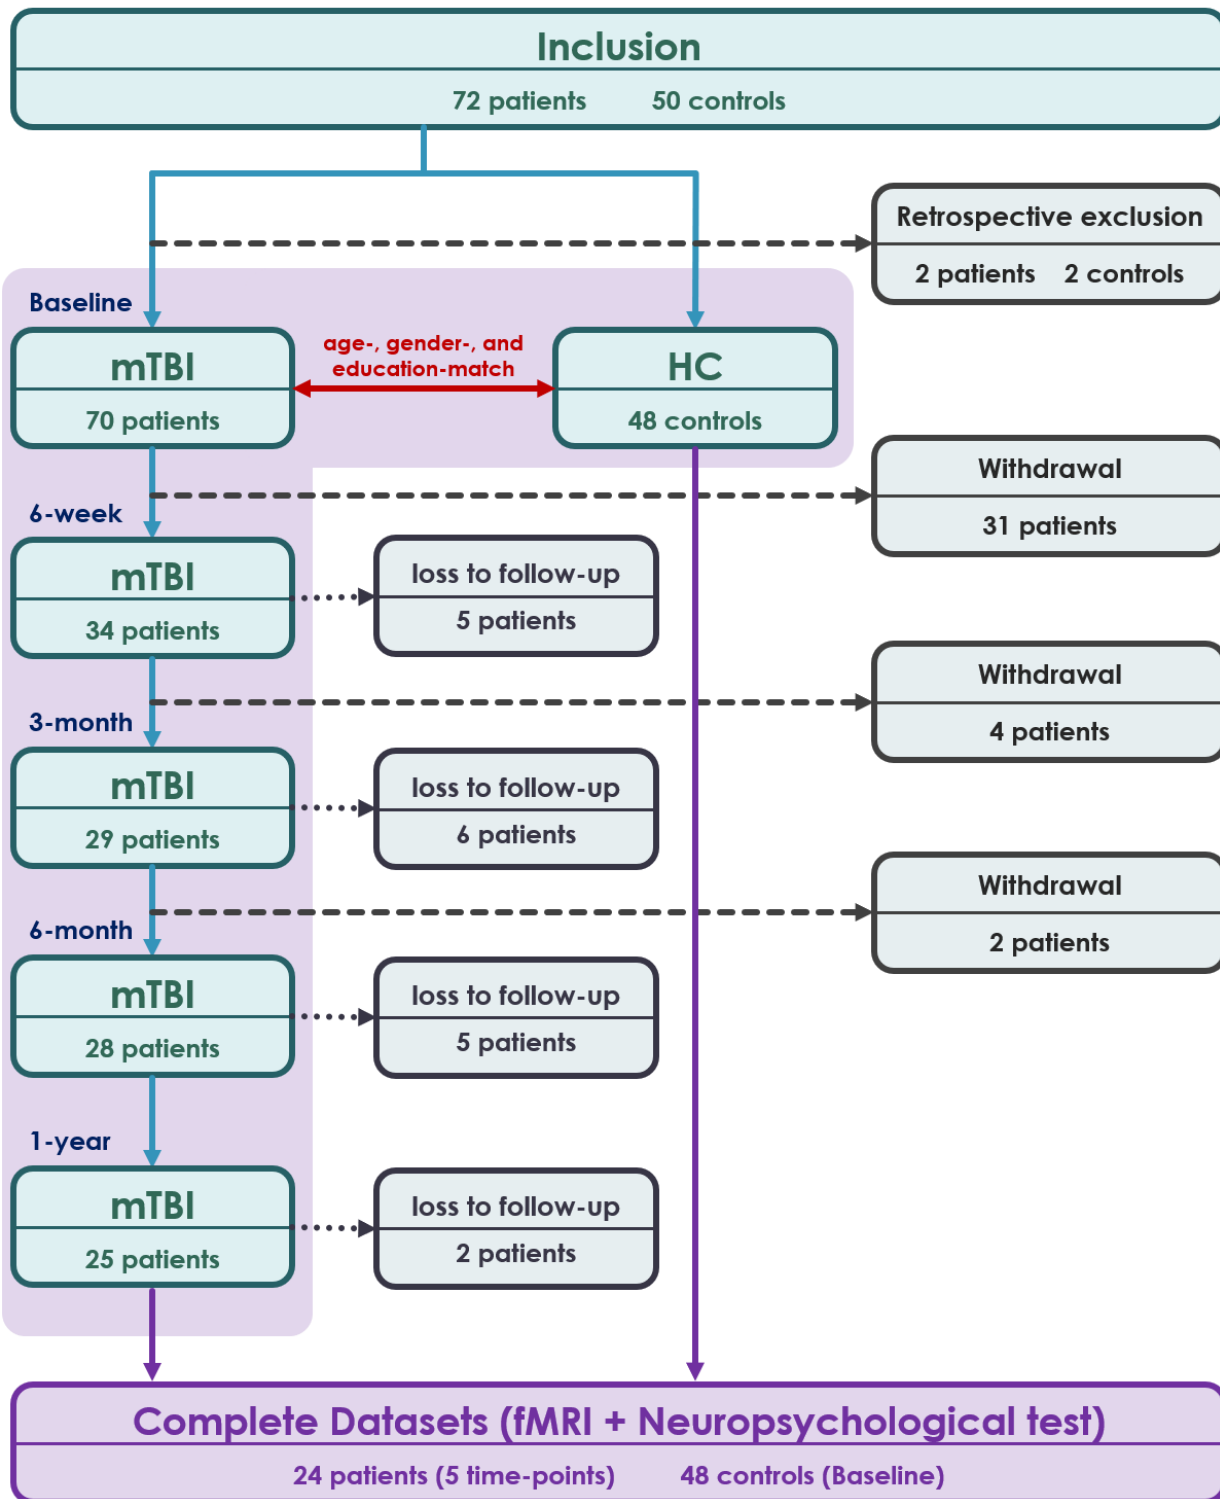 Inclusion
72 patients 50 controls
Retrospective exclusion
2 patients 2 controls
Baseline
mTBI
70 patients
age-, gender-, and
education-match
HC
48 controls
Withdrawal
31 patients
6-week
mTBI
34 patients
loss to follow-up
5 patients
Withdrawal
4 patients
3-month
mTBI
29 patients
loss to follow-up
6 patients
Withdrawal
2 patients
6-month
mTBI
28 patients
loss to follow-up
5 patients
1-year
mTBI
25 patients
loss to follow-up
2 patients
Complete Datasets (fMRI + Neuropsychological test)
24 patients (5 time-points) 48 controls (Baseline)